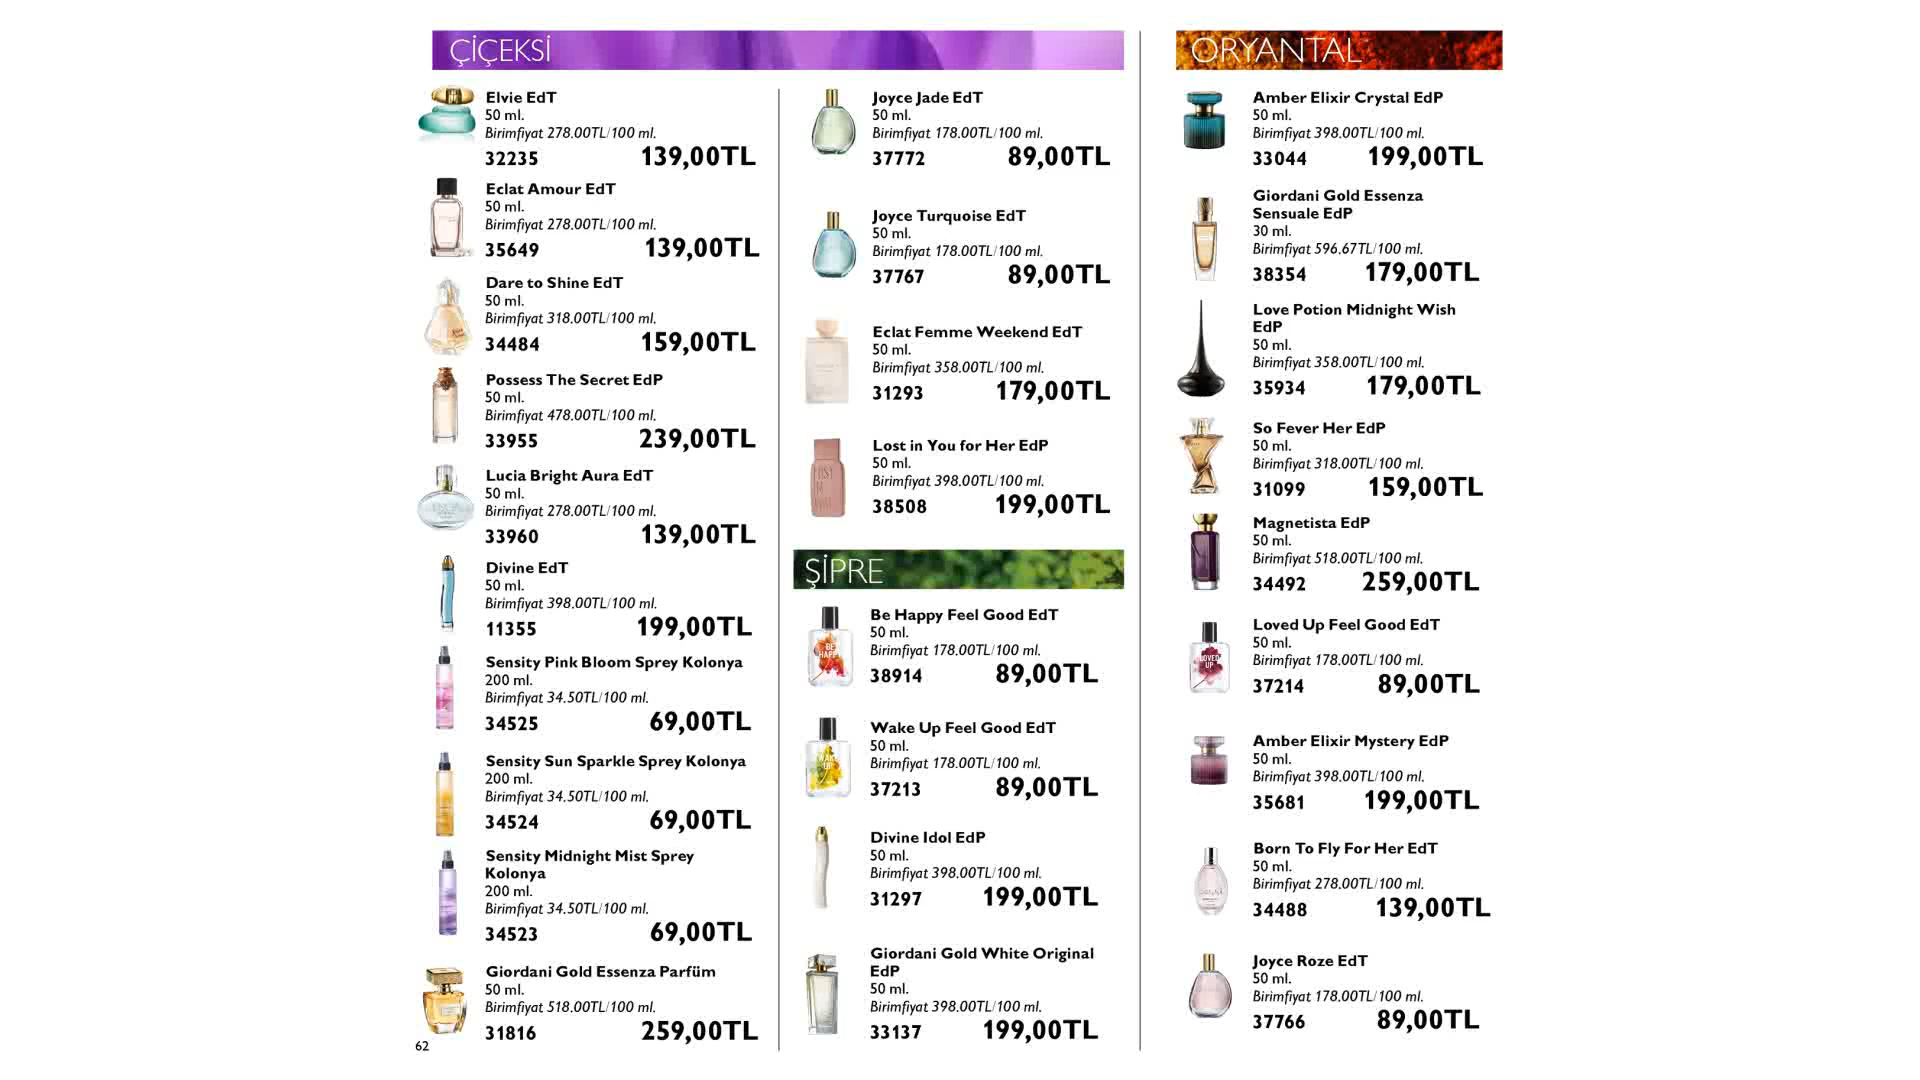 ÇİÇEKSİ
Elvie EdT
50 ml.
Birimfiyat 278.00TL/100 ml.
32235 139,00TL
Eclat Amour EdT
50 ml.
Birimfiyat 278.00TL/100 ml.
35649 139,00TL
Dare to Shine EdT
50 ml.
Birimfiyat 318.00TL/100 ml.
34484 159,00TL
Possess The Secret EdP
50 ml.
Birimfiyat 478.00TL/100 ml.
33955 239,00TL
Lucia Bright Aura EdT
50 ml.
Birimfiyat 278.00TL/100 ml.
33960 139,00TL
Divine EdT
50 ml.
Birimfiyat 398.00TL/100 ml.
11355 199,00TL
Sensity Pink Bloom Sprey Kolonya
200 ml.
Birimfiyat 34.50TL/100 ml.
34525 69,00TL
Sensity Sun Sparkle Sprey Kolonya
200 ml.
Birimfiyat 34.50TL/100 ml.
34524 69,00TL
Sensity Midnight Mist Sprey
Kolonya
200 ml.
Birimfiyat 34.50TL/100 ml.
34523 69,00TL
Giordani Gold Essenza Parfüm
50 ml.
Birimfiyat 518.00TL/100 ml.
31816 259,00TL
62
Joyce Jade EdT
50 ml.
Birimfiyat 178.00TL/100 ml.
37772 89,00TL
Joyce Turquoise EdT
50 ml.
Birimfiyat 178.00TL/100 ml.
37767 89,00TL
Eclat Femme Weekend EdT
50 ml.
Birimfiyat 358.00TL/100 ml.
31293 179,00TL
Lost in You for Her EdP
50 ml.
Birimfiyat 398.00TL/100 ml.
38508 199,00TL
ŞİPRE
BE
HAPPY
Be Happy Feel Good EdT
50 ml.
Birimfiyat 178.00TL/100 ml.
38914 89,00TL
WAKE
UP
Wake Up Feel Good EdT
50 ml.
Birimfiyat 178.00TL/100 ml.
37213 89,00TL
Divine Idol EdP
50 ml.
Birimfiyat 398.00TL/100 ml.
31297 199,00TL
Giordani Gold White Original
EdP
50 ml.
Birimfiyat 398.00TL/100 ml.
33137 199,00TL
ORYANTAL
Amber Elixir Crystal EdP
50 ml.
Birimfiyat 398.00TL/100 ml.
33044 199,00TL
Giordani Gold Essenza
Sensuale EdP
30 ml.
Birimfiyat 596.67TL/100 ml.
38354 179,00TL
Love Potion Midnight Wish
EdP
50 ml.
Birimfiyat 358.00TL/100 ml.
35934 179,00TL
So Fever Her EdP
50 ml.
Birimfiyat 318.00TL/100 ml.
31099 159,00TL
Magnetista EdP
50 ml.
Birimfiyat 518.00TL/100 ml.
34492 259,00TL
LOVED
UP
Loved Up Feel Good EdT
50 ml.
Birimfiyat 178.00TL/100 ml.
37214 89,00TL
Amber Elixir Mystery EdP
50 ml.
Birimfiyat 398.00TL/100 ml.
35681 199,00TL
Born To Fly For Her EdT
50 ml.
Birimfiyat 278.00TL/100 ml.
34488 139,00TL
Joyce Roze EdT
50 ml.
Birimfiyat 178.00TL/100 ml.
37766 89,00TL